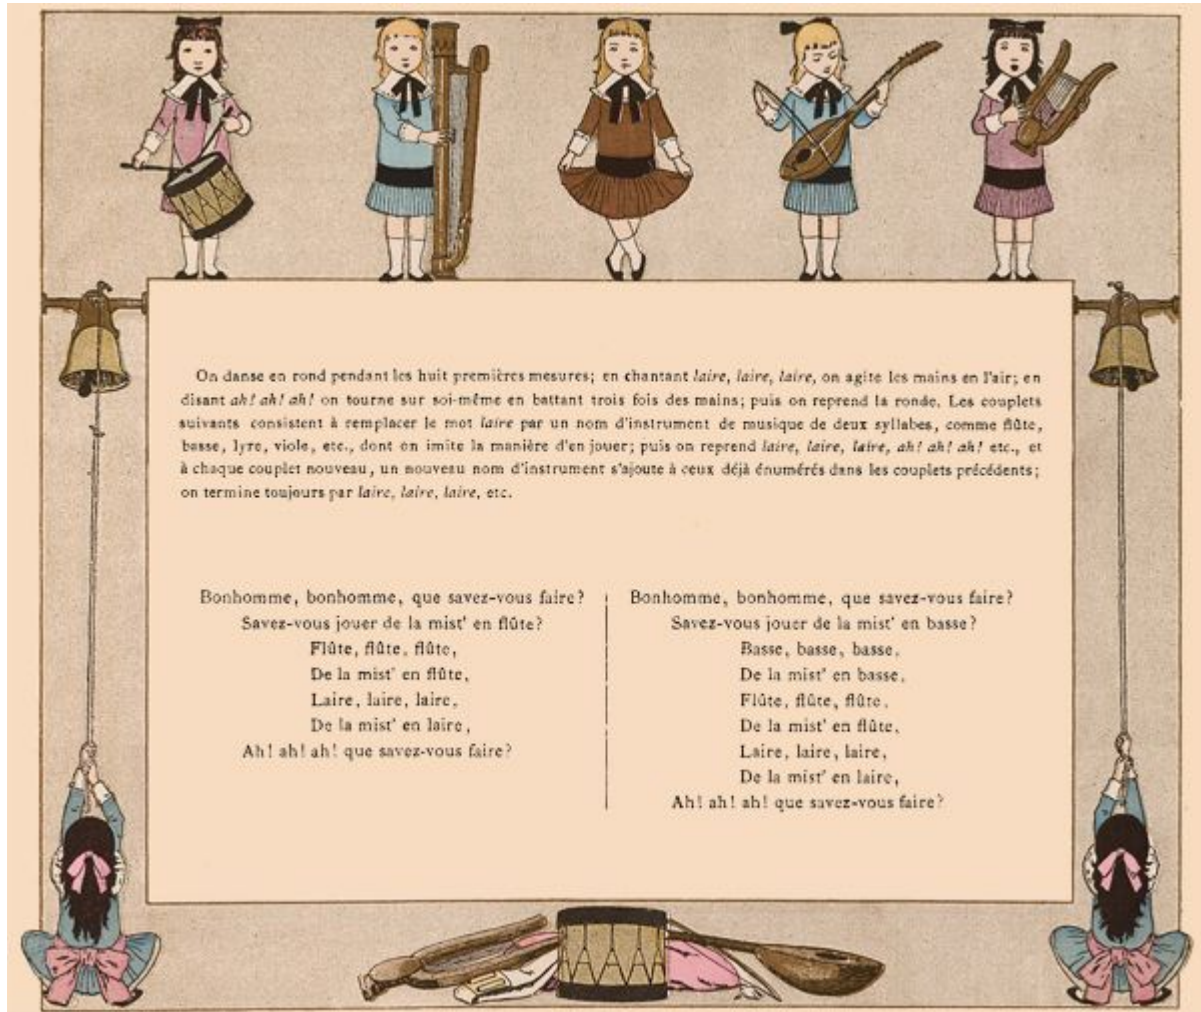 On danse en rond pendant les huit premières mesures; en chantant laire, laire, laire, on agite les mains en l'air; en
disant ah! ah! ah! on tourne sur soi-même en battant trois fois des mains; puis on reprend la ronde. Les couplets
suivants consistent à remplacer le mot laire par un nom d'instrument de musique de deux syllabes, comme flûte,
basse, lyre, viole, etc., dont on imite la manière d'en jouer; puis on reprend laire, laire, laire, ah! ah! ah! etc., et
à chaque couplet nouveau, un nouveau nom d'instrument s'ajoute à ceux déjà énumérés dans les couplets précédents;
on termine toujours par laire, laire, laire, etc.
Bonhomme, bonhomme, que savez-vous faire?
Savez-vous jouer de la mist' en flûte?
Flûte, flûte, flûte,
De la mist' en flûte,
Laire, laire, laire,
De la mist' en laire,
Ah! ah! ah! que savez-vous faire?
Bonhomme, bonhomme, que savez-vous faire?
Savez-vous jouer de la mist' en basse?
Basse, basse, basse,
De la mist' en basse,
Flûte, flûte, flûte,
De la mist' en flûte,
Laire, laire, laire,
De la mist' en laire,
Ah! ah! ah! que savez-vous faire?